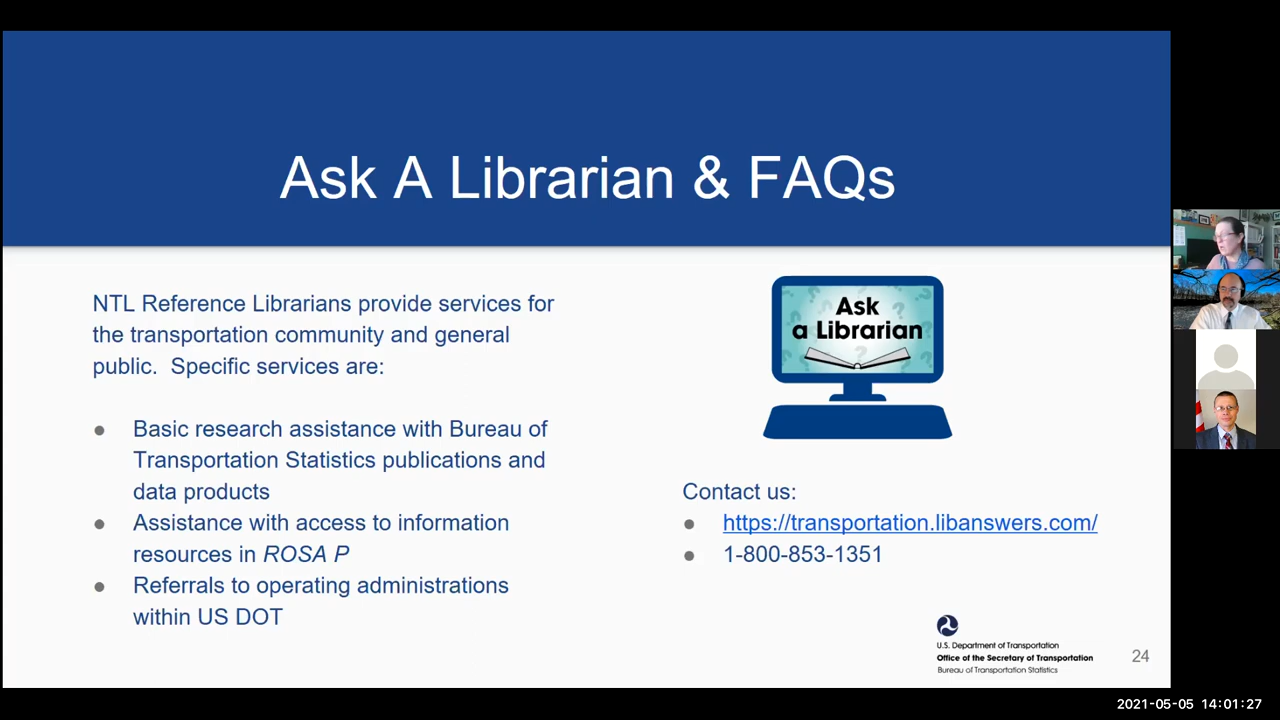 Ask A Librarian & FAQs
NTL Reference Librarians provide services for
the transportation community and general
public.  Specific services are:
● Basic research assistance with Bureau of
Transportation Statistics publications and
data products
● Assistance with access to information
resources in ROSA P
● Referrals to operating administrations
within US DOT
Ask
a Librarian
Contact us:
● https://transportation.libanswers.com/
● 1-800-853-1351
U.S. Department of Transportation
Office of the Secretary of Transportation
Bureau of Transportation Statistics
24
2021-05-05 14:01:27